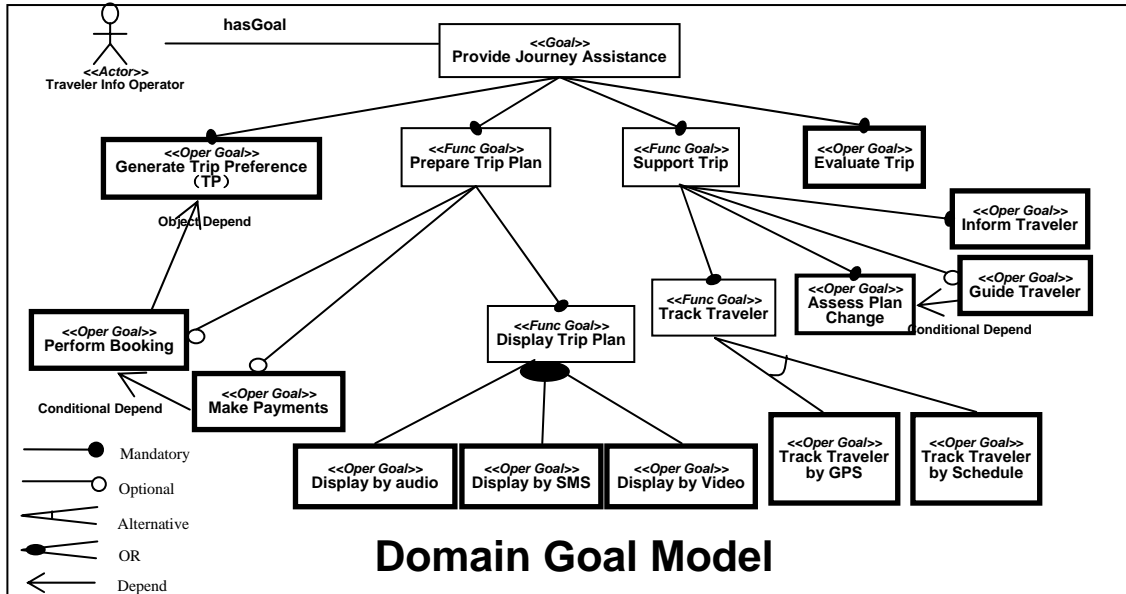 hasGoal
<<Actor>>
Traveler Info Operator
<<Goal>>
Provide Journey Assistance
<<Oper Goal>>
Generate Trip Preference
(TP)
<<Func Goal>>
Prepare Trip Plan
<<Func Goal>>
Support Trip
<<Oper Goal>>
Evaluate Trip
Object Depend
<<Oper Goal>>
Inform Traveler
<<Oper Goal>>
Guide Traveler
<<Oper Goal>>
Assess Plan
Change
Conditional Depend
<<Func Goal>>
Track Traveler
<<Oper Goal>>
Perform Booking
<<Func Goal>>
Display Trip Plan
Conditional Depend
<<Oper Goal>>
Make Payments
<<Oper Goal>>
Display by audio
<<Oper Goal>>
Display by SMS
<<Oper Goal>>
Display by Video
<<Oper Goal>>
Track Traveler
by GPS
<<Oper Goal>>
Track Traveler
by Schedule
Mandatory
Optional
Alternative
OR
Depend
Domain Goal Model